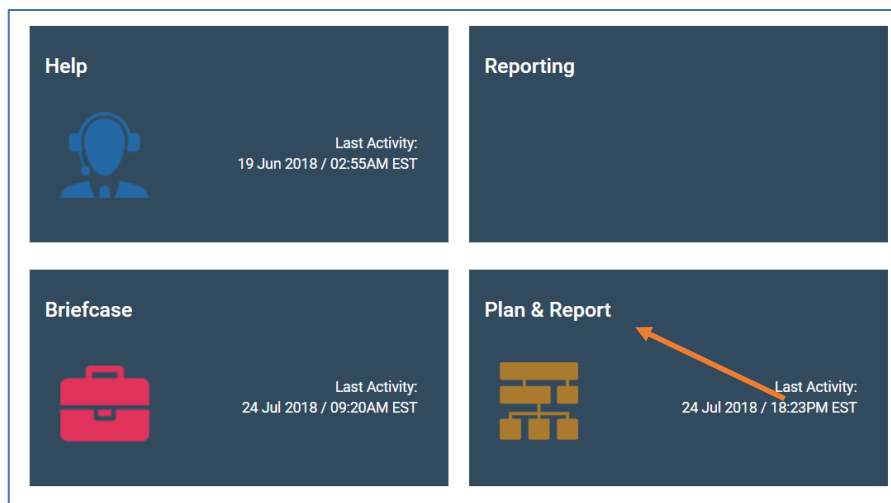 Help
Last Activity:
19 Jun 2018 / 02:55AM EST
Reporting
Briefcase
Last Activity:
24 Jul 2018 / 09:20AM EST
Plan & Report
Last Activity:
24 Jul 2018 / 18:23PM EST